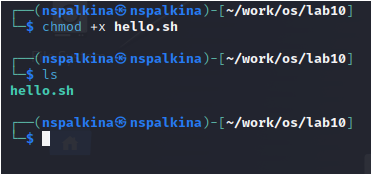 ┌──(nspalkina㉿nspalkina)-[~/work/os/lab10]
└─$ chmod +x hello.sh
┌──(nspalkina㉿nspalkina)-[~/work/os/lab10]
└─$ ls
hello.sh
┌──(nspalkina㉿nspalkina)-[~/work/os/lab10]
└─$